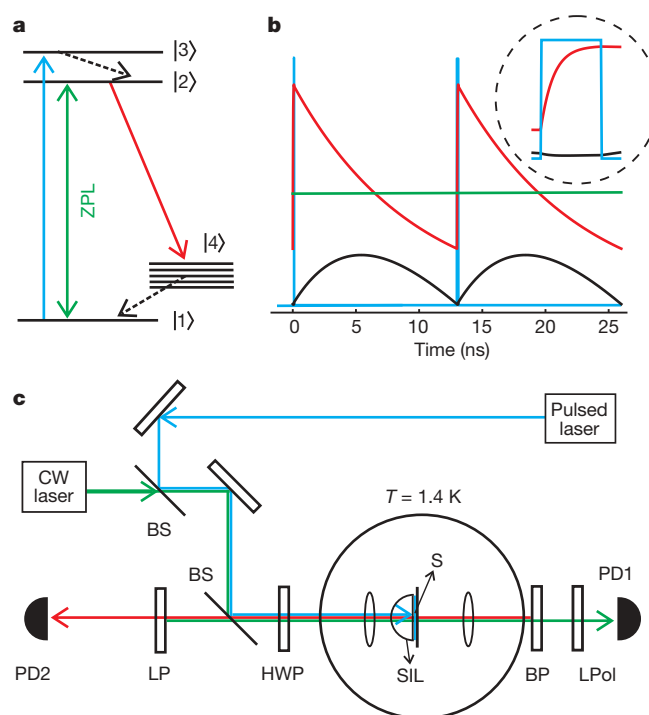 a
|3⟩
|2⟩
ZPL
|4⟩
|1⟩
b
0 5 10 15 20 25
Time (ns)
c
Pulsed
laser
CW
laser
BS
T = 1.4 K
BS
S
PD1
PD2
LP
HWP
SIL
BP
LPol